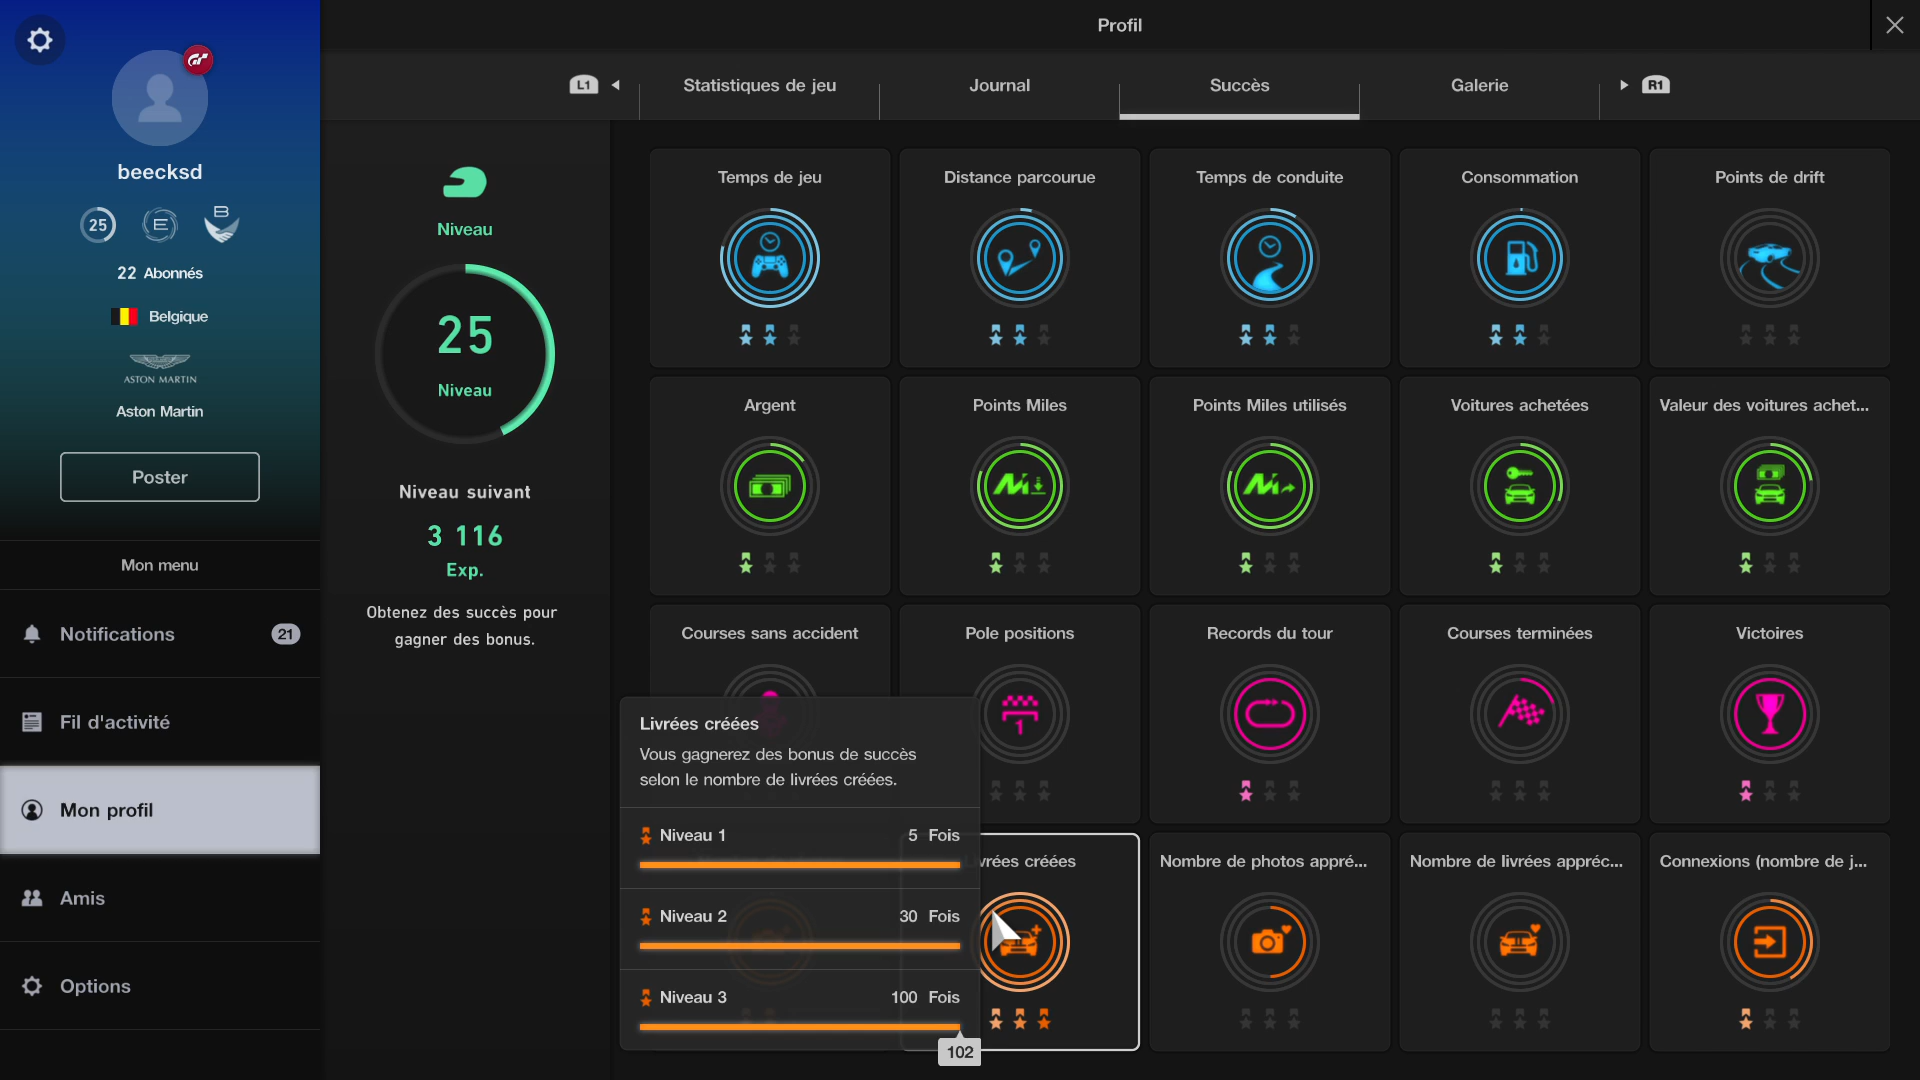 Profil
L1
Statistiques de jeu
Journal
Succès
Galerie
R1
beecksd
25
E
B
22 Abonnés
Belgique
ASTON MARTIN
Aston Martin
Poster
Mon menu
Notifications
21
Fil d'activité
Mon profil
Amis
Options
Niveau
25
Niveau
Niveau suivant
3 116
Exp.
Obtenez des succès pour
gagner des bonus.
Temps de jeu
Distance parcourue
Temps de conduite
Consommation
Points de drift
Argent
Points Miles
Points Miles utilisés
Voitures achetées
Valeur des voitures achet...
Courses sans accident
Pole positions
1
Records du tour
Courses terminées
Victoires
Livrées créées
Vous gagnerez des bonus de succès
selon le nombre de livrées créées.
Niveau 1
5 Fois
Niveau 2
30 Fois
Niveau 3
100 Fois
102
vrées créées
Nombre de photos appré...
Nombre de livrées appréc...
Connexions (nombre de j...